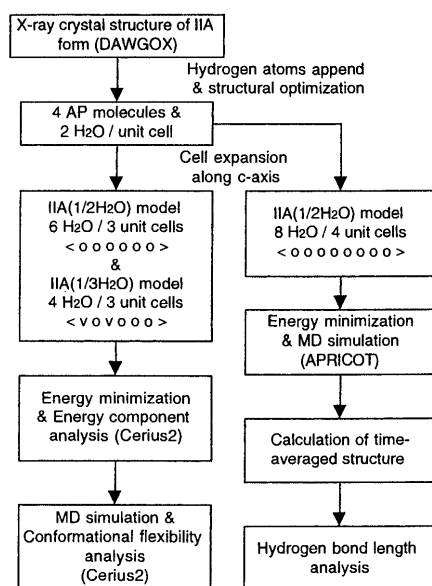 X-ray crystal structure of IIA
form (DAWGOX)
Hydrogen atoms append
& structural optimization
4 AP molecules &
2 H2O / unit cell
Cell expansion
along c-axis
IIA(1/2H2O) model
6 H2O / 3 unit cells
< o o o o o o >
&
IIA(1/3H2O) model
4 H2O / 3 unit cells
< v o v o o o >
IIA(1/2H2O) model
8 H2O / 4 unit cells
< o o o o o o o o >
Energy minimization
& MD simulation
(APRICOT)
Energy minimization
& Energy component
analysis (Cerius2)
Calculation of time-
averaged structure
MD simulation &
Conformational flexibility
analysis
(Cerius2)
Hydrogen bond length
analysis